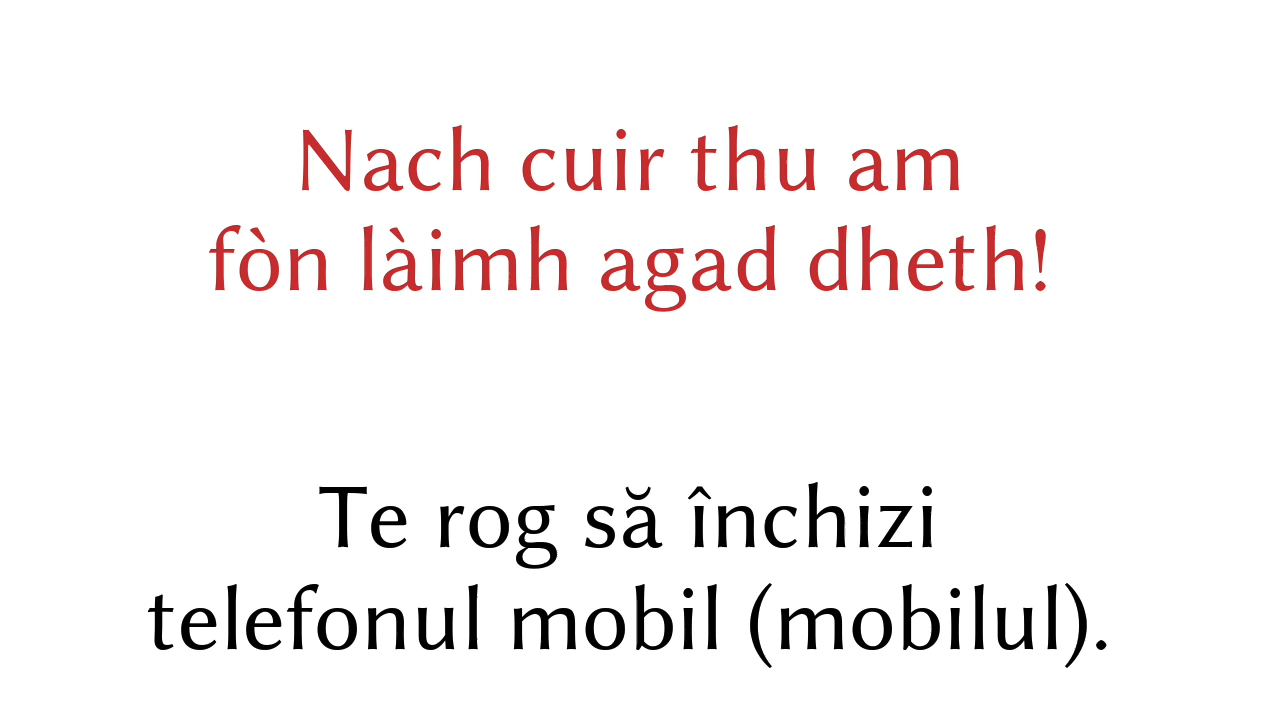 Nach cuir thu am
fòn làimh agad dheth!
Te rog să închizi
telefonul mobil (mobilul).